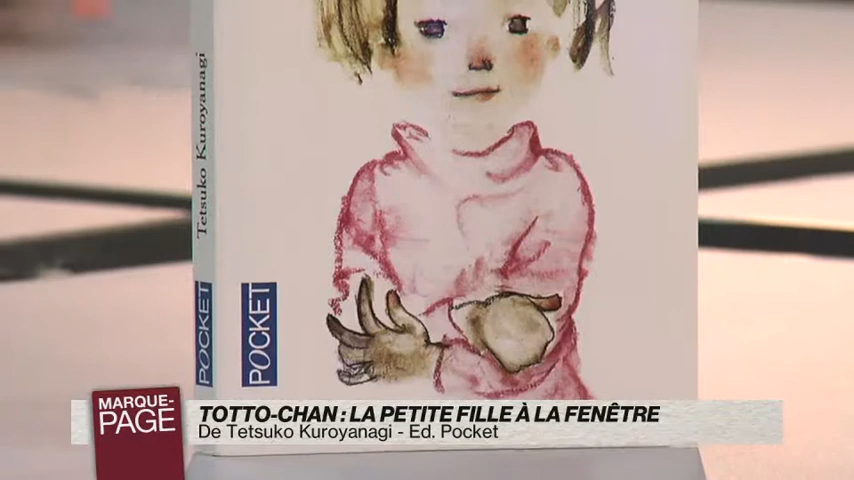 Tetsuko Kuroyanagi
POCKET
POCKET
MARQUE-
PAGE
TOTTO-CHAN : LA PETITE FILLE À LA FENÊTRE
De Tetsuko Kuroyanagi - Ed. Pocket